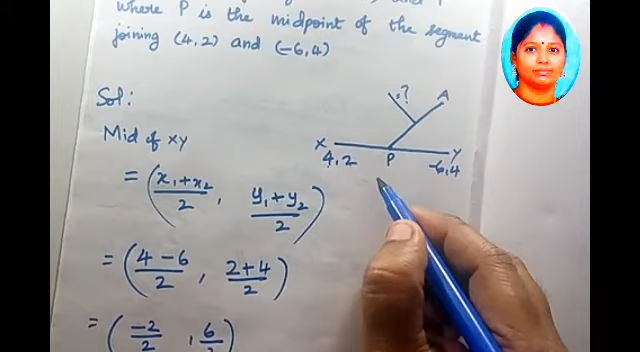 where P is the midpoint of the segment
joining (4,2) and (-6,4)
Sol:
Mid of xy
= (x₁+x₂/2, y₁+y₂/2)
= (4-6/2, 2+4/2)
= (-2/2, 6/2)
=?
A
X
P
Y
4,2
-6,4